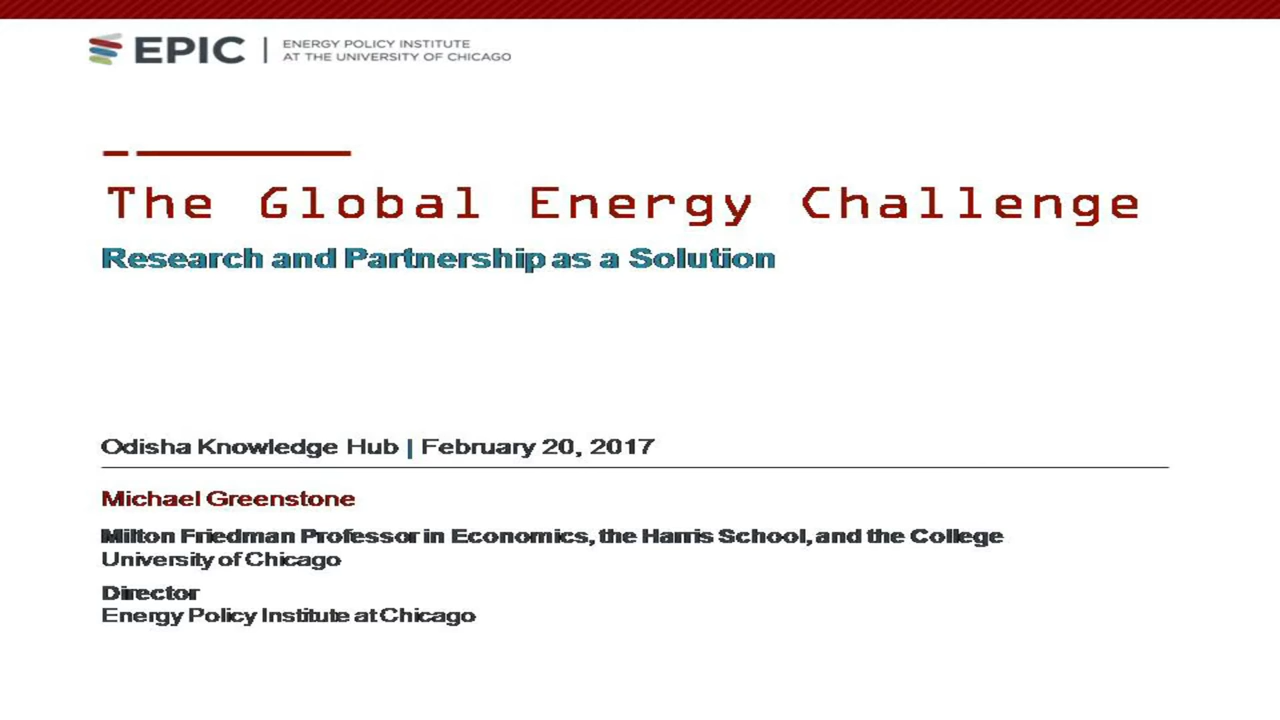 EPIC | ENERGY POLICY INSTITUTE
AT THE UNIVERSITY OF CHICAGO
The Global Energy Challenge
Research and Partnership as a Solution
Odisha Knowledge Hub | February 20, 2017
Michael Greenstone
Milton Friedman Professor in Economics, the Harris School, and the College
University of Chicago
Director
Energy Policy Institute at Chicago